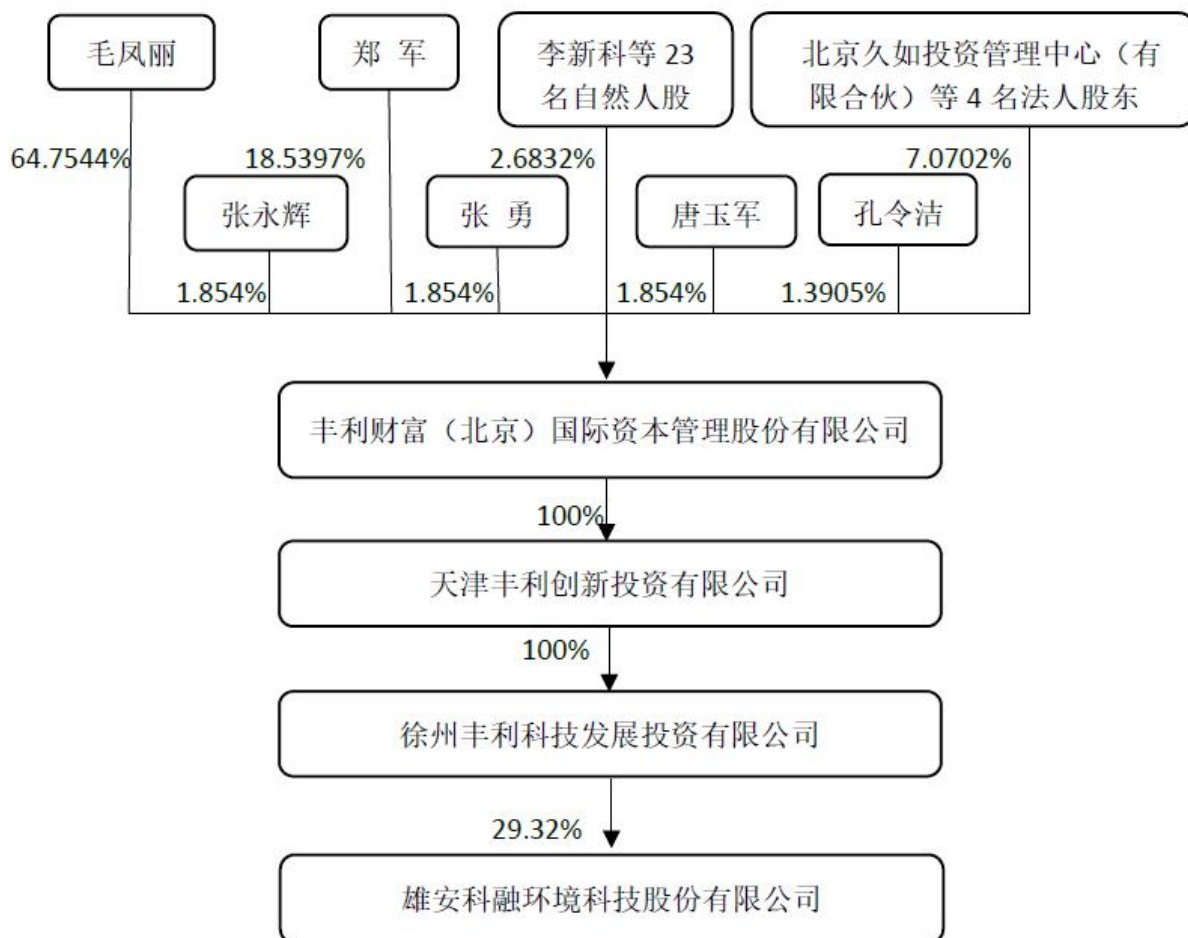 毛凤丽
郑 军
李新科等 23
名自然人股
北京久如投资管理中心（有
限合伙）等 4 名法人股东
64.7544%
18.5397%
2.6832%
7.0702%
张永辉
张 勇
唐玉军
孔令洁
1.854%
1.854%
1.854%
1.3905%
丰利财富（北京）国际资本管理股份有限公司
100%
天津丰利创新投资有限公司
100%
徐州丰利科技发展投资有限公司
29.32%
雄安科融环境科技股份有限公司